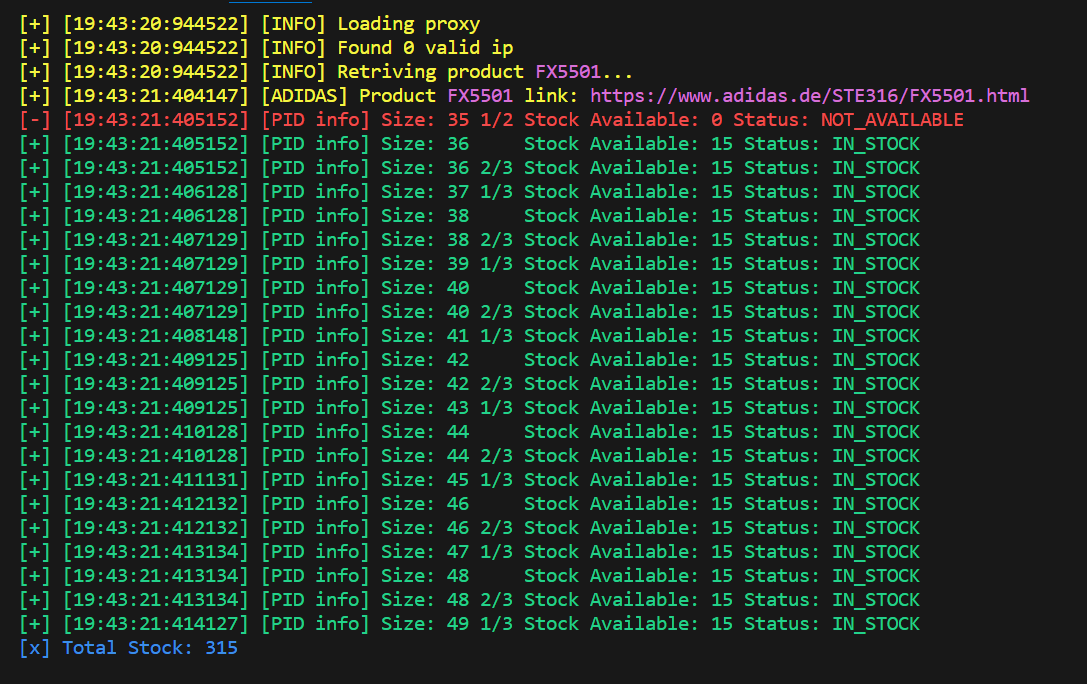 [+] [19:43:20:944522] [INFO] Loading proxy
[+] [19:43:20:944522] [INFO] Found 0 valid ip
[+] [19:43:20:944522] [INFO] Retriving product FX5501...
[+] [19:43:21:404147] [ADIDAS] Product FX5501 link: https://www.adidas.de/STE316/FX5501.html
[-] [19:43:21:405152] [PID info] Size: 35 1/2 Stock Available: 0 Status: NOT_AVAILABLE
[+] [19:43:21:405152] [PID info] Size: 36     Stock Available: 15 Status: IN_STOCK
[+] [19:43:21:405152] [PID info] Size: 36 2/3 Stock Available: 15 Status: IN_STOCK
[+] [19:43:21:406128] [PID info] Size: 37 1/3 Stock Available: 15 Status: IN_STOCK
[+] [19:43:21:406128] [PID info] Size: 38     Stock Available: 15 Status: IN_STOCK
[+] [19:43:21:407129] [PID info] Size: 38 2/3 Stock Available: 15 Status: IN_STOCK
[+] [19:43:21:407129] [PID info] Size: 39 1/3 Stock Available: 15 Status: IN_STOCK
[+] [19:43:21:407129] [PID info] Size: 40     Stock Available: 15 Status: IN_STOCK
[+] [19:43:21:407129] [PID info] Size: 40 2/3 Stock Available: 15 Status: IN_STOCK
[+] [19:43:21:408148] [PID info] Size: 41 1/3 Stock Available: 15 Status: IN_STOCK
[+] [19:43:21:409125] [PID info] Size: 42     Stock Available: 15 Status: IN_STOCK
[+] [19:43:21:409125] [PID info] Size: 42 2/3 Stock Available: 15 Status: IN_STOCK
[+] [19:43:21:409125] [PID info] Size: 43 1/3 Stock Available: 15 Status: IN_STOCK
[+] [19:43:21:410128] [PID info] Size: 44     Stock Available: 15 Status: IN_STOCK
[+] [19:43:21:410128] [PID info] Size: 44 2/3 Stock Available: 15 Status: IN_STOCK
[+] [19:43:21:411131] [PID info] Size: 45 1/3 Stock Available: 15 Status: IN_STOCK
[+] [19:43:21:412132] [PID info] Size: 46     Stock Available: 15 Status: IN_STOCK
[+] [19:43:21:412132] [PID info] Size: 46 2/3 Stock Available: 15 Status: IN_STOCK
[+] [19:43:21:413134] [PID info] Size: 47 1/3 Stock Available: 15 Status: IN_STOCK
[+] [19:43:21:413134] [PID info] Size: 48     Stock Available: 15 Status: IN_STOCK
[+] [19:43:21:413134] [PID info] Size: 48 2/3 Stock Available: 15 Status: IN_STOCK
[+] [19:43:21:414127] [PID info] Size: 49 1/3 Stock Available: 15 Status: IN_STOCK
[x] Total Stock: 315